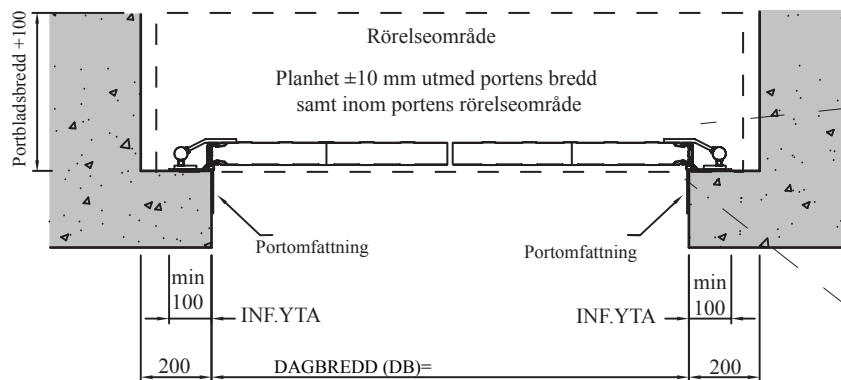 Portbladsbredd +100
Rörelseområde
Planhet ±10 mm utmed portens bredd
samt inom portens rörelseområde
Portomfattning
Portomfattning
min
100
INF.YTA
INF.YTA
min
100
200
DAGBREDD (DB)=
200